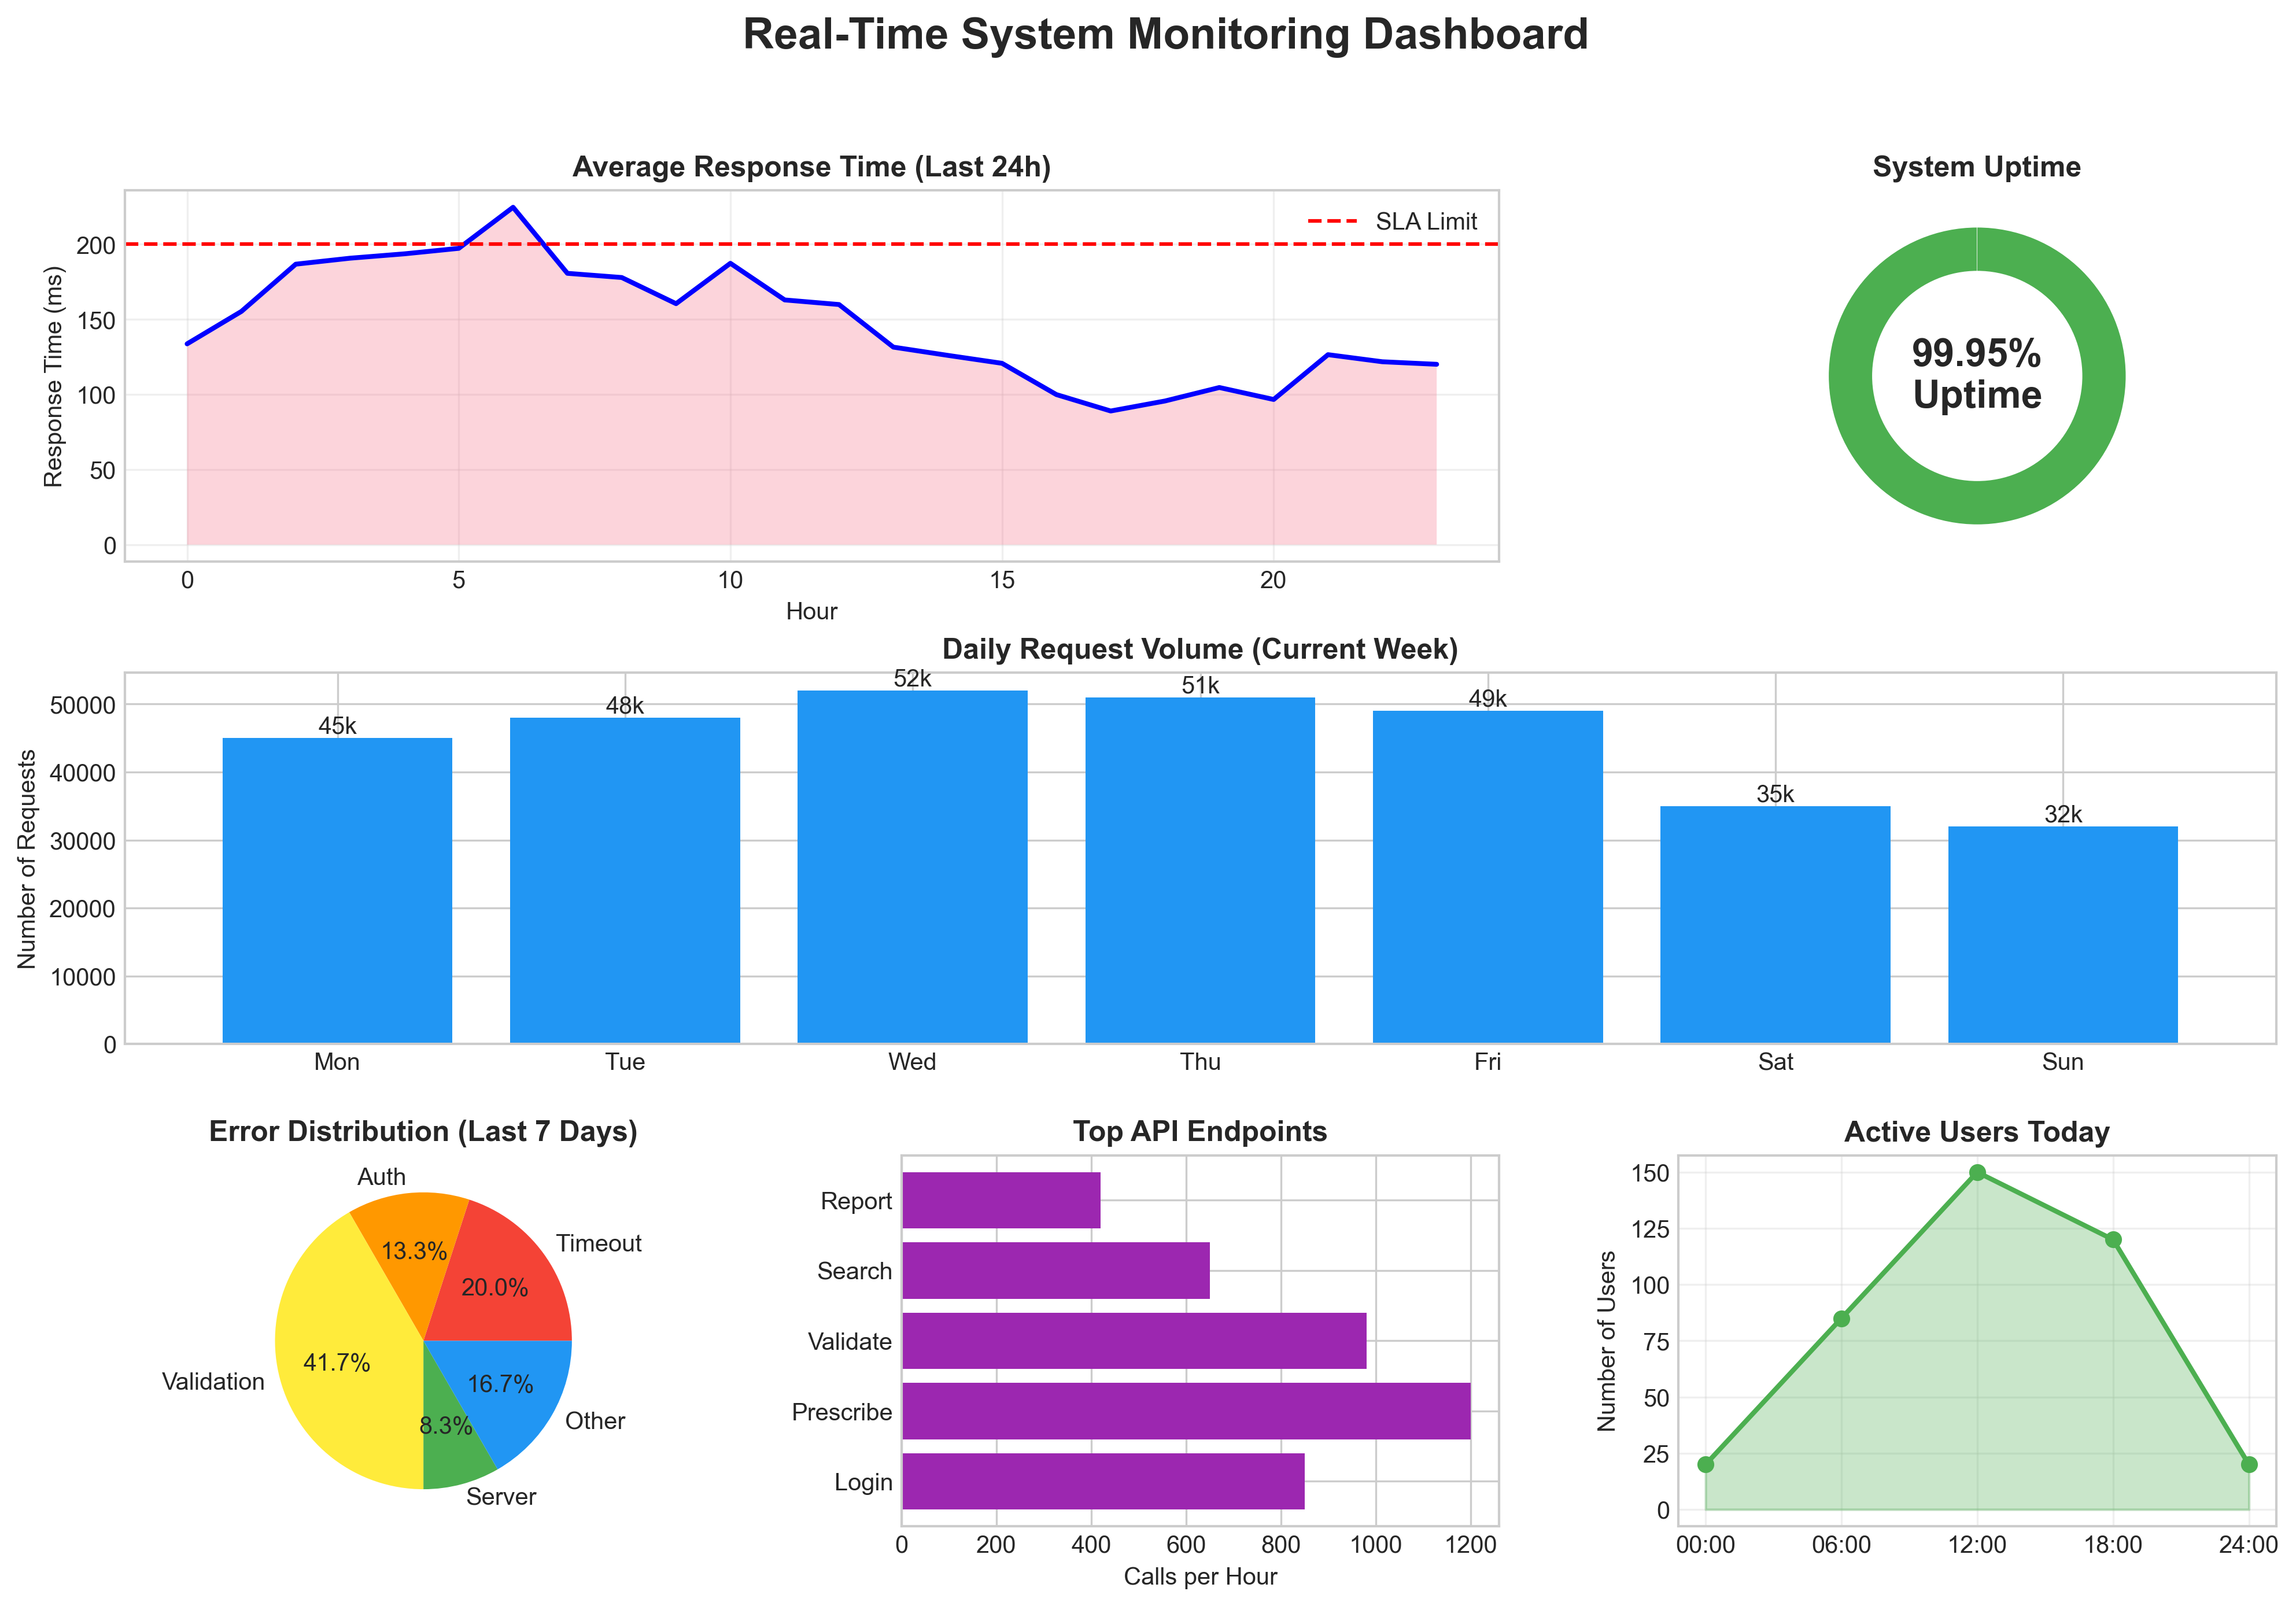 Real-Time System Monitoring Dashboard
Average Response Time (Last 24h)
Response Time (ms)
200
150
100
50
0
SLA Limit
0 5 10 15 20
Hour
System Uptime
99.95%
Uptime
Daily Request Volume (Current Week)
Number of Requests
50000
40000
30000
20000
10000
0
45k 48k 52k 51k 49k 35k 32k
Mon Tue Wed Thu Fri Sat Sun
Error Distribution (Last 7 Days)
Auth
13.3%
Timeout
20.0%
Validation
41.7%
Other
16.7%
Server
8.3%
Top API Endpoints
Report
Search
Validate
Prescribe
Login
0 200 400 600 800 1000 1200
Calls per Hour
Active Users Today
Number of Users
150
125
100
75
50
25
0
00:00 06:00 12:00 18:00 24:00